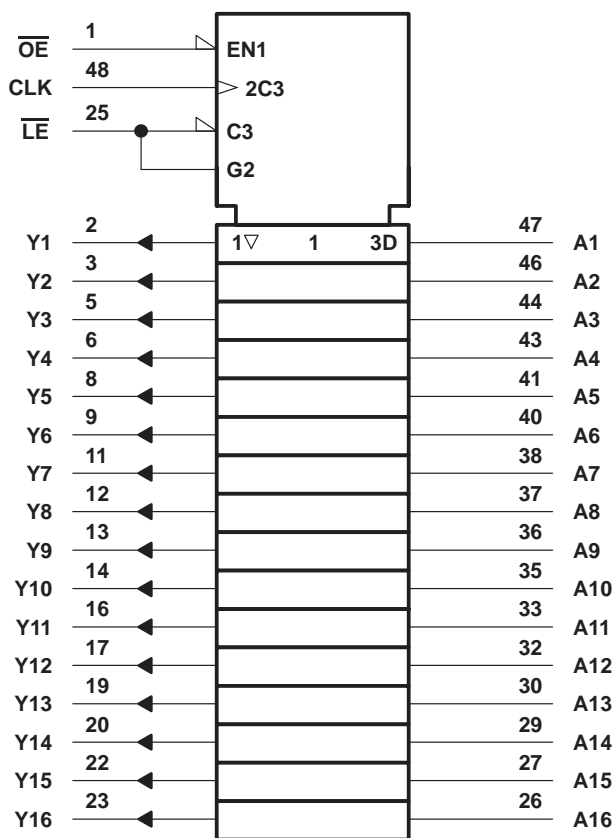 OE 1 EN1
CLK 48 2C3
LE 25 C3
G2
Y1 2 1▽ 1 3D 47 A1
Y2 3 46 A2
Y3 5 44 A3
Y4 6 43 A4
Y5 8 41 A5
Y6 9 40 A6
Y7 11 38 A7
Y8 12 37 A8
Y9 13 36 A9
Y10 14 35 A10
Y11 16 33 A11
Y12 17 32 A12
Y13 19 30 A13
Y14 20 29 A14
Y15 22 27 A15
Y16 23 26 A16